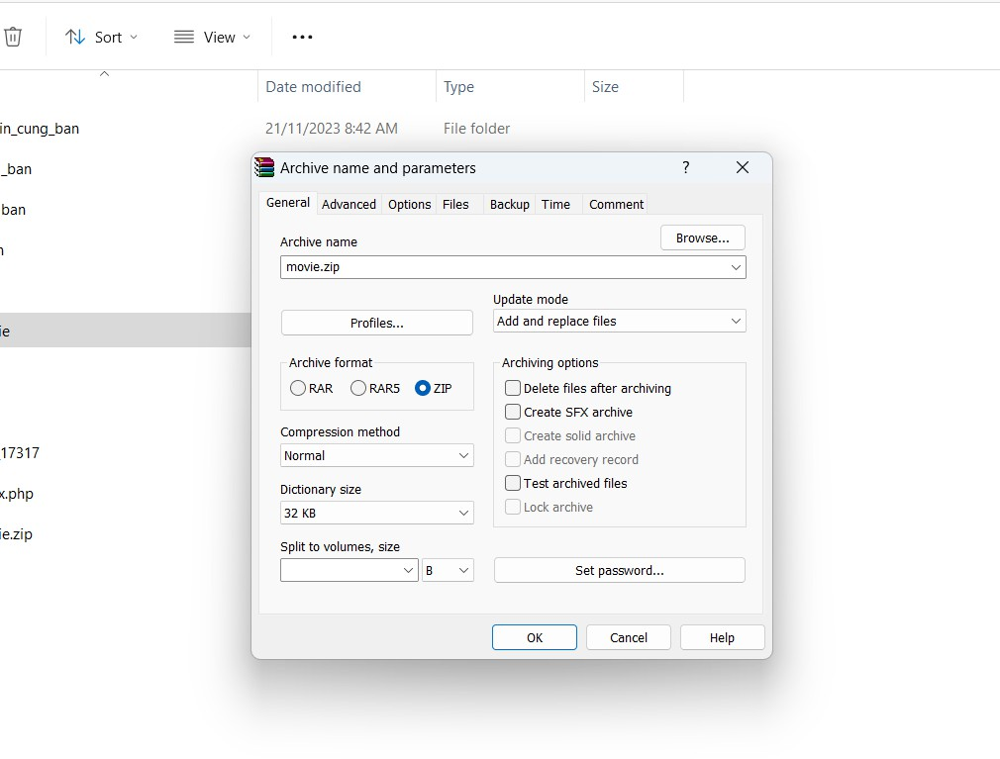 Sort
View
Date modified
Type
Size
in_cung_ban
21/11/2023 8:42 AM
File folder
_ban
ban
ie
_17317
x.php
ie.zip
Archive name and parameters
?
General
Advanced
Options
Files
Backup
Time
Comment
Archive name
Browse...
movie.zip
Update mode
Profiles...
Add and replace files
Archive format
RAR
RAR5
ZIP
Archiving options
Delete files after archiving
Create SFX archive
Create solid archive
Add recovery record
Test archived files
Lock archive
Compression method
Normal
Dictionary size
32 KB
Split to volumes, size
B
Set password...
OK
Cancel
Help